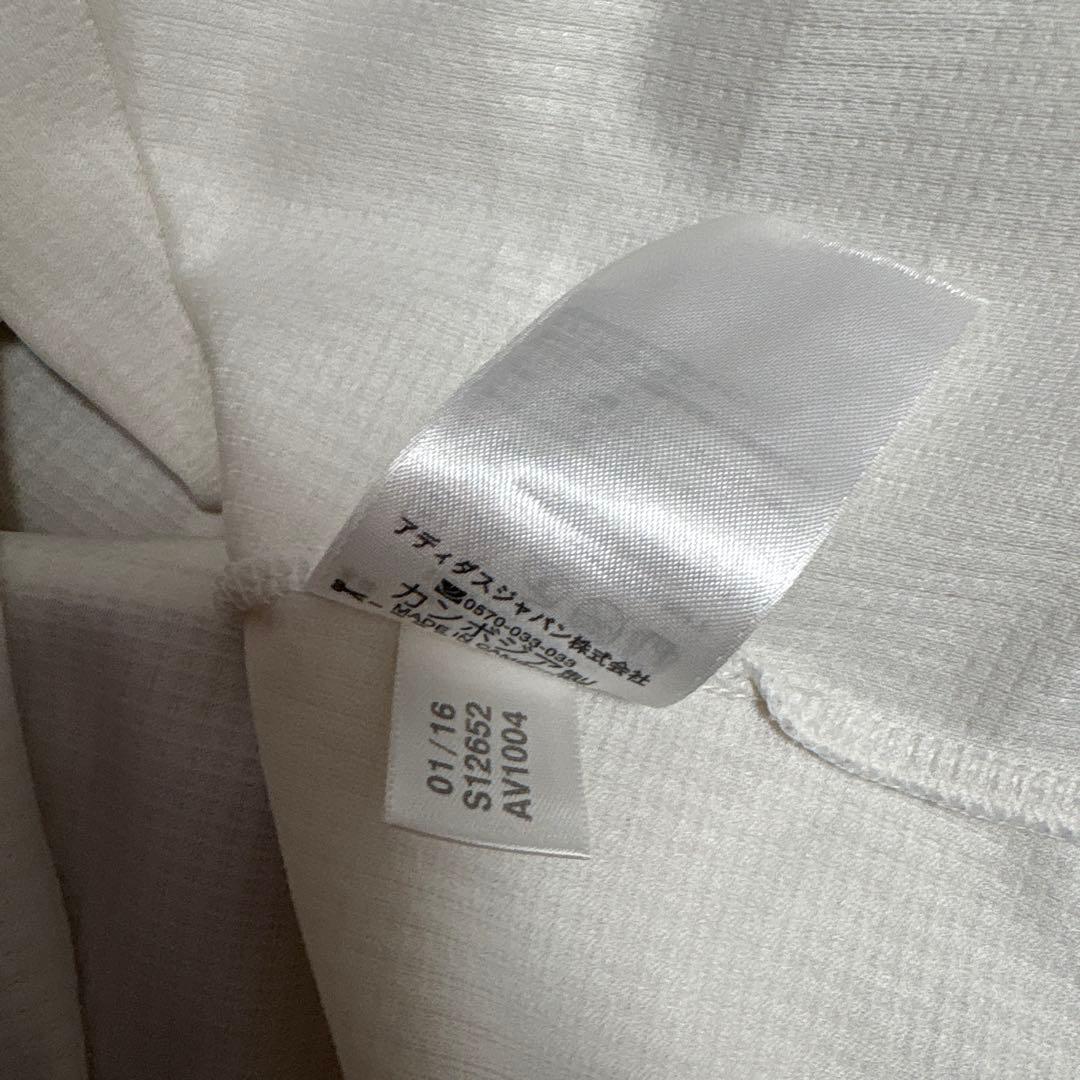 アディダスジャパン株式会社
0570-033-033
カンボジア製
MADE IN
01/16
S12652
AV1004